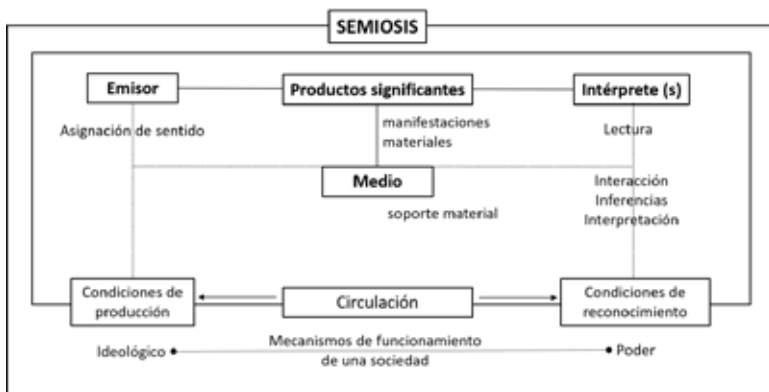 SEMIOSIS
Emisor
Productos significantes
Intérprete (s)
Asignación de sentido
manifestaciones
materiales
Lectura
Medio
soporte material
Interacción
Inferencias
Interpretación
Condiciones de
producción
Circulación
Condiciones de
reconocimiento
Ideológico
Mecanismos de funcionamiento
de una sociedad
Poder